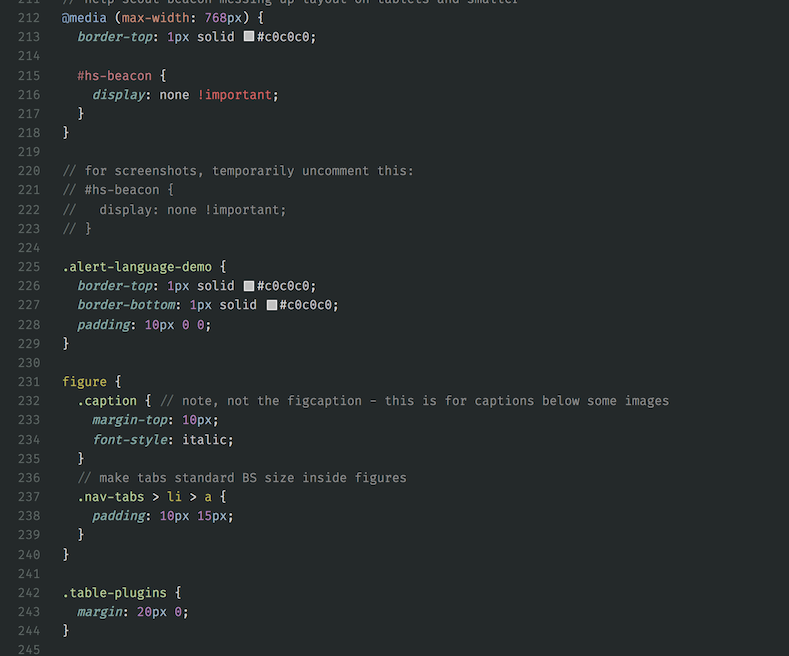 211 // help scout beacon messing up layout on tablets and smaller
212 @media (max-width: 768px) {
213 border-top: 1px solid #c0c0c0;
214
215 #hs-beacon {
216 display: none !important;
217 }
218 }
219
220 // for screenshots, temporarily uncomment this:
221 // #hs-beacon {
222 // display: none !important;
223 // }
224
225 .alert-language-demo {
226 border-top: 1px solid #c0c0c0;
227 border-bottom: 1px solid #c0c0c0;
228 padding: 10px 0 0;
229 }
230
231 figure {
232 .caption { // note, not the figcaption - this is for captions below some images
233 margin-top: 10px;
234 font-style: italic;
235 }
236 // make tabs standard BS size inside figures
237 .nav-tabs > li > a {
238 padding: 10px 15px;
239 }
240 }
241
242 .table-plugins {
243 margin: 20px 0;
244 }
245